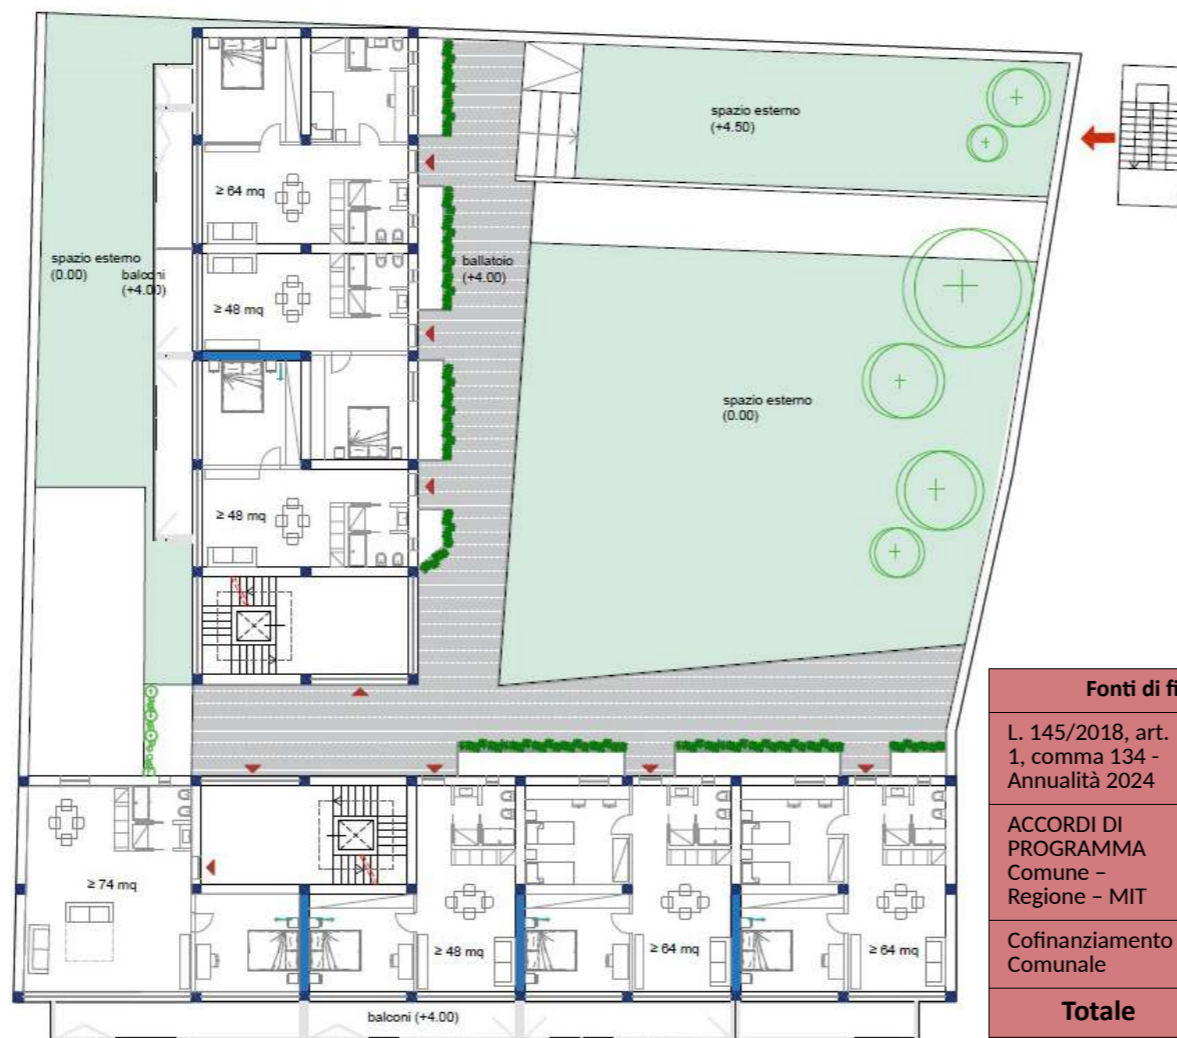 spazio esterno
(+4.50)
≥ 64 mq
spazio esterno
(0.00)
balconi
(+4.00)
ballatoio
(+4.00)
≥ 48 mq
spazio esterno
(0.00)
≥ 48 mq
≥ 74 mq
≥ 48 mq
≥ 64 mq
≥ 64 mq
balconi (+4.00)
Fonti di fi
L. 145/2018, art.
1, comma 134 -
Annualità 2024
ACCORDI DI
PROGRAMMA
Comune –
Regione – MIT
Cofinanziamento
Comunale
Totale